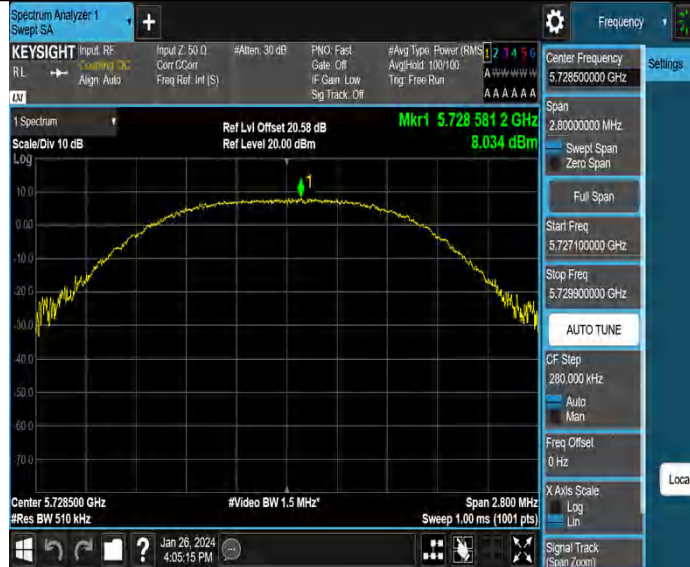 Spectrum Analyzer 1
Swept SA
+
Frequency
KEYSIGHT
Input: RF
Input Z: 50 Ω
#Atten: 30 dB
PNO: Fast
#Avg Type: Power (RMS
1 2 3 4 5 6
RL
Coupling: DC
Corr CCorr
Gate: Off
Avg|Hold: 100/100
A W W W W W
Align: Auto
Freq Ref: Int (S)
IF Gain: Low
Trig: Free Run
Sig Track: Off
A A A A A A
LXI
1 Spectrum
Ref Lvl Offset 20.58 dB
Mkr1 5.728 581 2 GHz
Scale/Div 10 dB
Ref Level 20.00 dBm
8.034 dBm
Log
1
10.0
0.00
-10.0
-20.0
-30.0
-40.0
-50.0
-60.0
-70.0
Center 5.728500 GHz
#Video BW 1.5 MHz*
Span 2.800 MHz
#Res BW 510 kHz
Sweep 1.00 ms (1001 pts)
?
Jan 26, 2024
4:05:15 PM
Center Frequency
5.728500000 GHz
Settings
Span
2.80000000 MHz
Swept Span
Zero Span
Full Span
Start Freq
5.727100000 GHz
Stop Freq
5.729900000 GHz
AUTO TUNE
CF Step
280.000 kHz
Auto
Man
Freq Offset
0 Hz
Loca
X Axis Scale
Log
Lin
Signal Track
(Span Zoom)